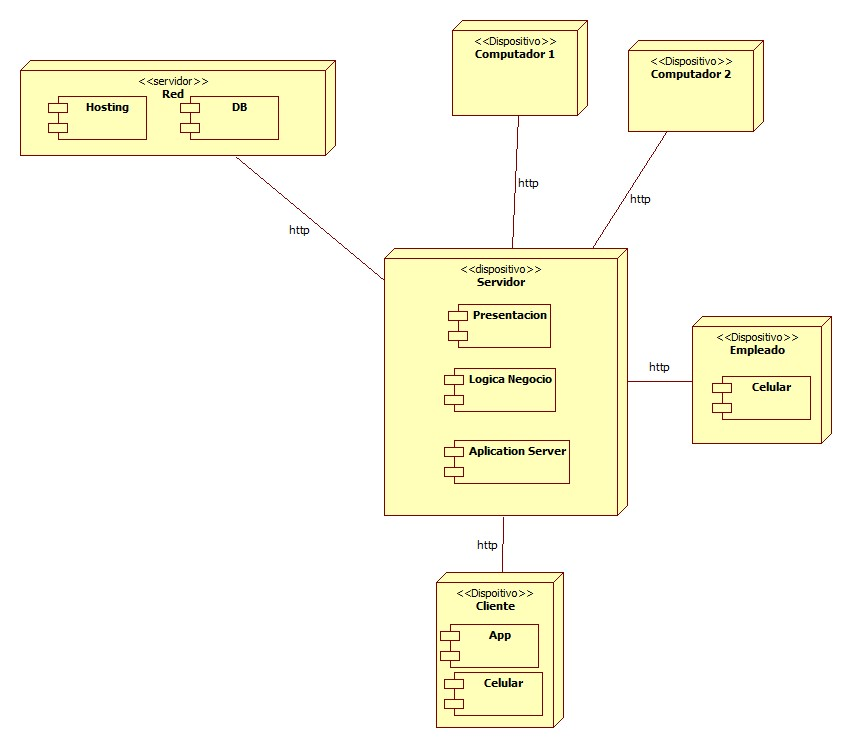 <<Dispositivo>>
Computador 1
<<Dispositivo>>
Computador 2
<<servidor>>
Red
Hosting
DB
http
http
http
<<dispositivo>>
Servidor
Presentacion
Logica Negocio
Aplication Server
http
<<Dispositivo>>
Empleado
Celular
http
<<Dispoitivo>>
Cliente
App
Celular